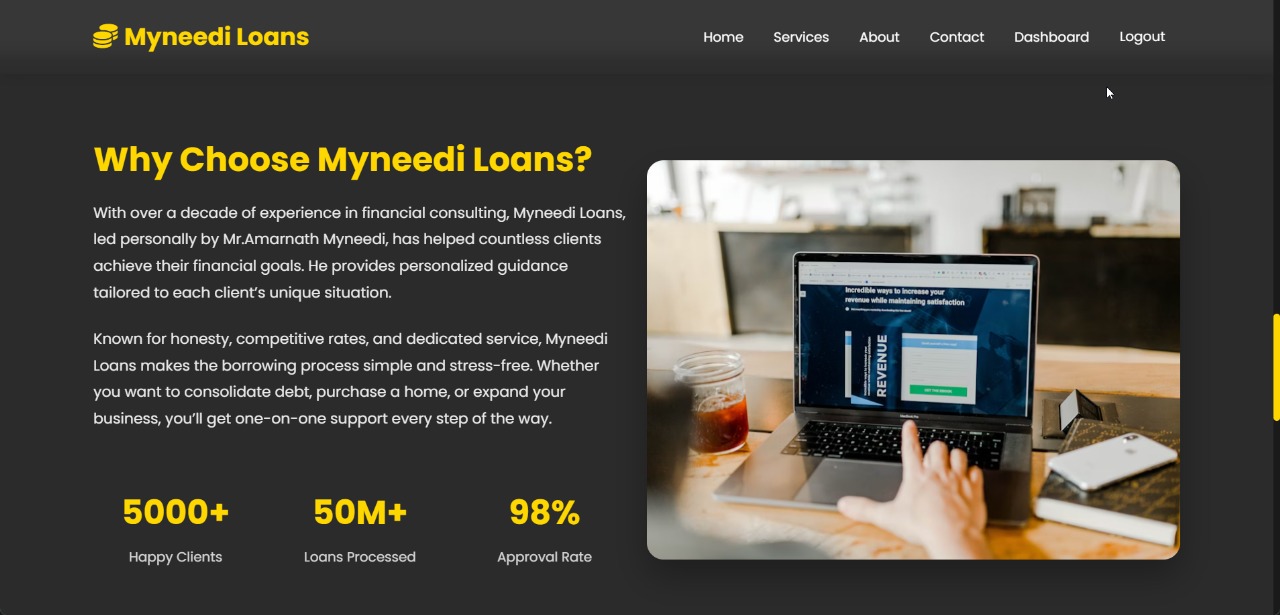 Myneedi Loans
Home Services About Contact Dashboard Logout
Why Choose Myneedi Loans?
With over a decade of experience in financial consulting, Myneedi Loans,
led personally by Mr.Amarnath Myneedi, has helped countless clients
achieve their financial goals. He provides personalized guidance
tailored to each client’s unique situation.
Known for honesty, competitive rates, and dedicated service, Myneedi
Loans makes the borrowing process simple and stress-free. Whether
you want to consolidate debt, purchase a home, or expand your
business, you’ll get one-on-one support every step of the way.
5000+ 50M+ 98%
Happy Clients Loans Processed Approval Rate
Incredible ways to increase your
revenue while maintaining satisfaction
REVENUE